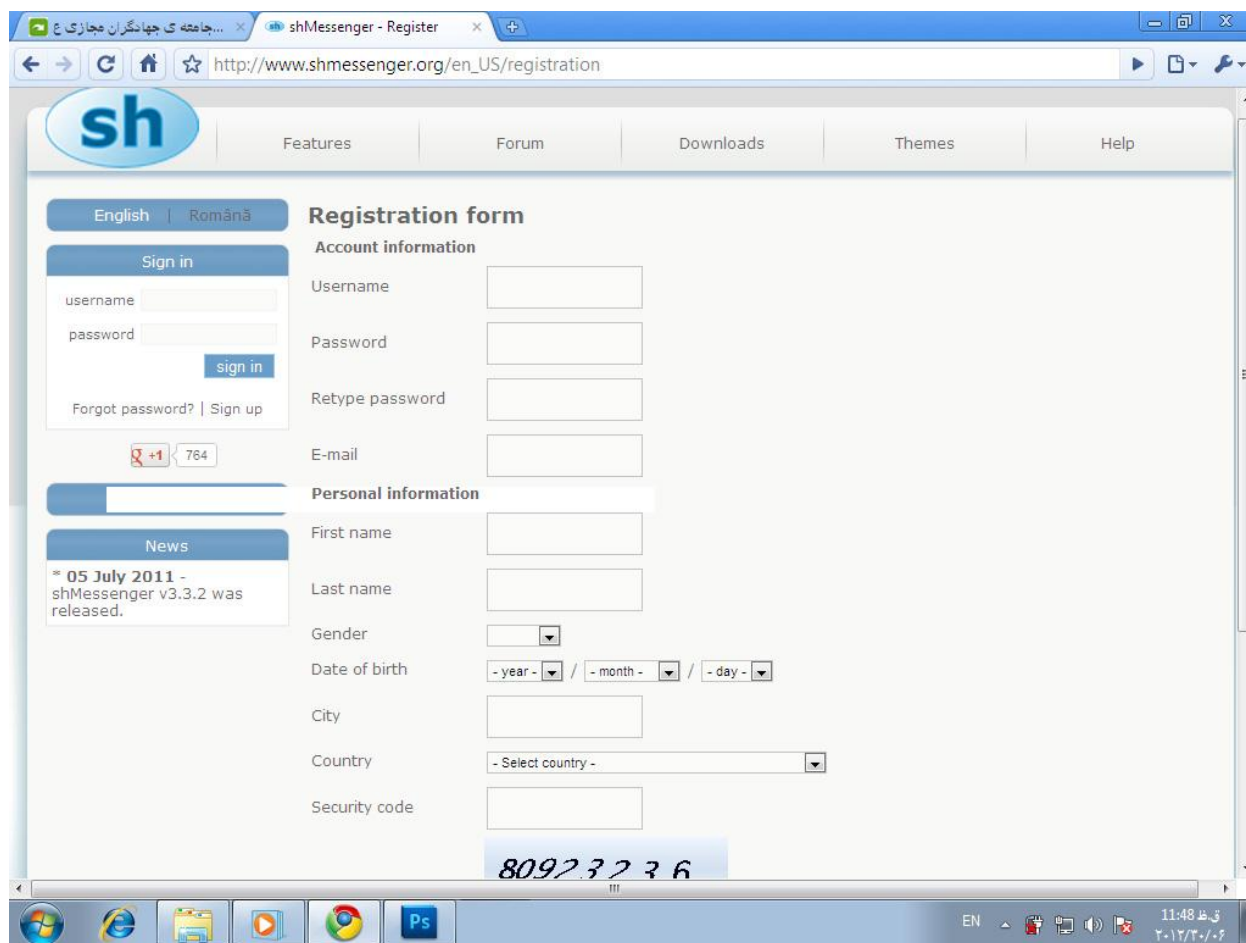 جامعه ی جهادگران مجازی ع...
shMessenger - Register
http://www.shmessenger.org/en_US/registration
sh
Features
Forum
Downloads
Themes
Help
English | Română
Sign in
username
password
sign in
Forgot password? | Sign up
+1 764
News
* 05 July 2011 -
shMessenger v3.3.2 was
released.
Registration form
Account information
Username
Password
Retype password
E-mail
Personal information
First name
Last name
Gender
Date of birth
- year - / - month - / - day -
City
Country
- Select country -
Security code
80923236
Ps
EN
11:48 ق.ظ